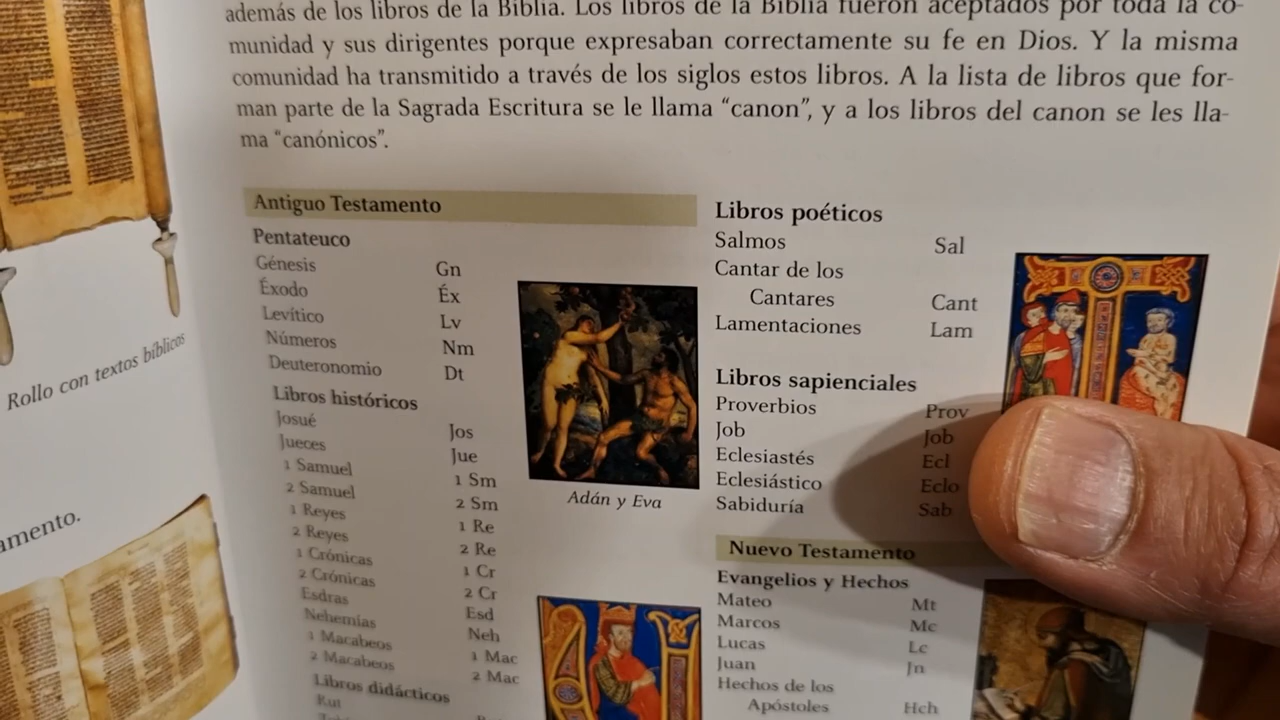 además de los libros de la Biblia. Los libros de la Biblia fueron aceptados por toda la co-
munidad y sus dirigentes porque expresaban correctamente su fe en Dios. Y la misma
comunidad ha transmitido a través de los siglos estos libros. A la lista de libros que for-
man parte de la Sagrada Escritura se le llama “canon”, y a los libros del canon se les lla-
ma “canónicos”.
Rollo con textos bíblicos
amento.
Antiguo Testamento
Pentateuco
Génesis Gn
Éxodo Éx
Levítico Lv
Números Nm
Deuteronomio Dt
Libros históricos
Josué Jos
Jueces Jue
1 Samuel 1 Sm
2 Samuel 2 Sm
1 Reyes 1 Re
2 Reyes 2 Re
1 Crónicas 1 Cr
2 Crónicas 2 Cr
Esdras Esd
Nehemías Neh
1 Macabeos 1 Mac
2 Macabeos 2 Mac
Libros didácticos
Rut
Adán y Eva
Libros poéticos
Salmos Sal
Cantar de los
Cantares Cant
Lamentaciones Lam
Libros sapienciales
Proverbios Prov
Job Job
Eclesiastés Ecl
Eclesiástico Eclo
Sabiduría Sab
Nuevo Testamento
Evangelios y Hechos
Mateo Mt
Marcos Mc
Lucas Lc
Juan Jn
Hechos de los
Apóstoles Hch